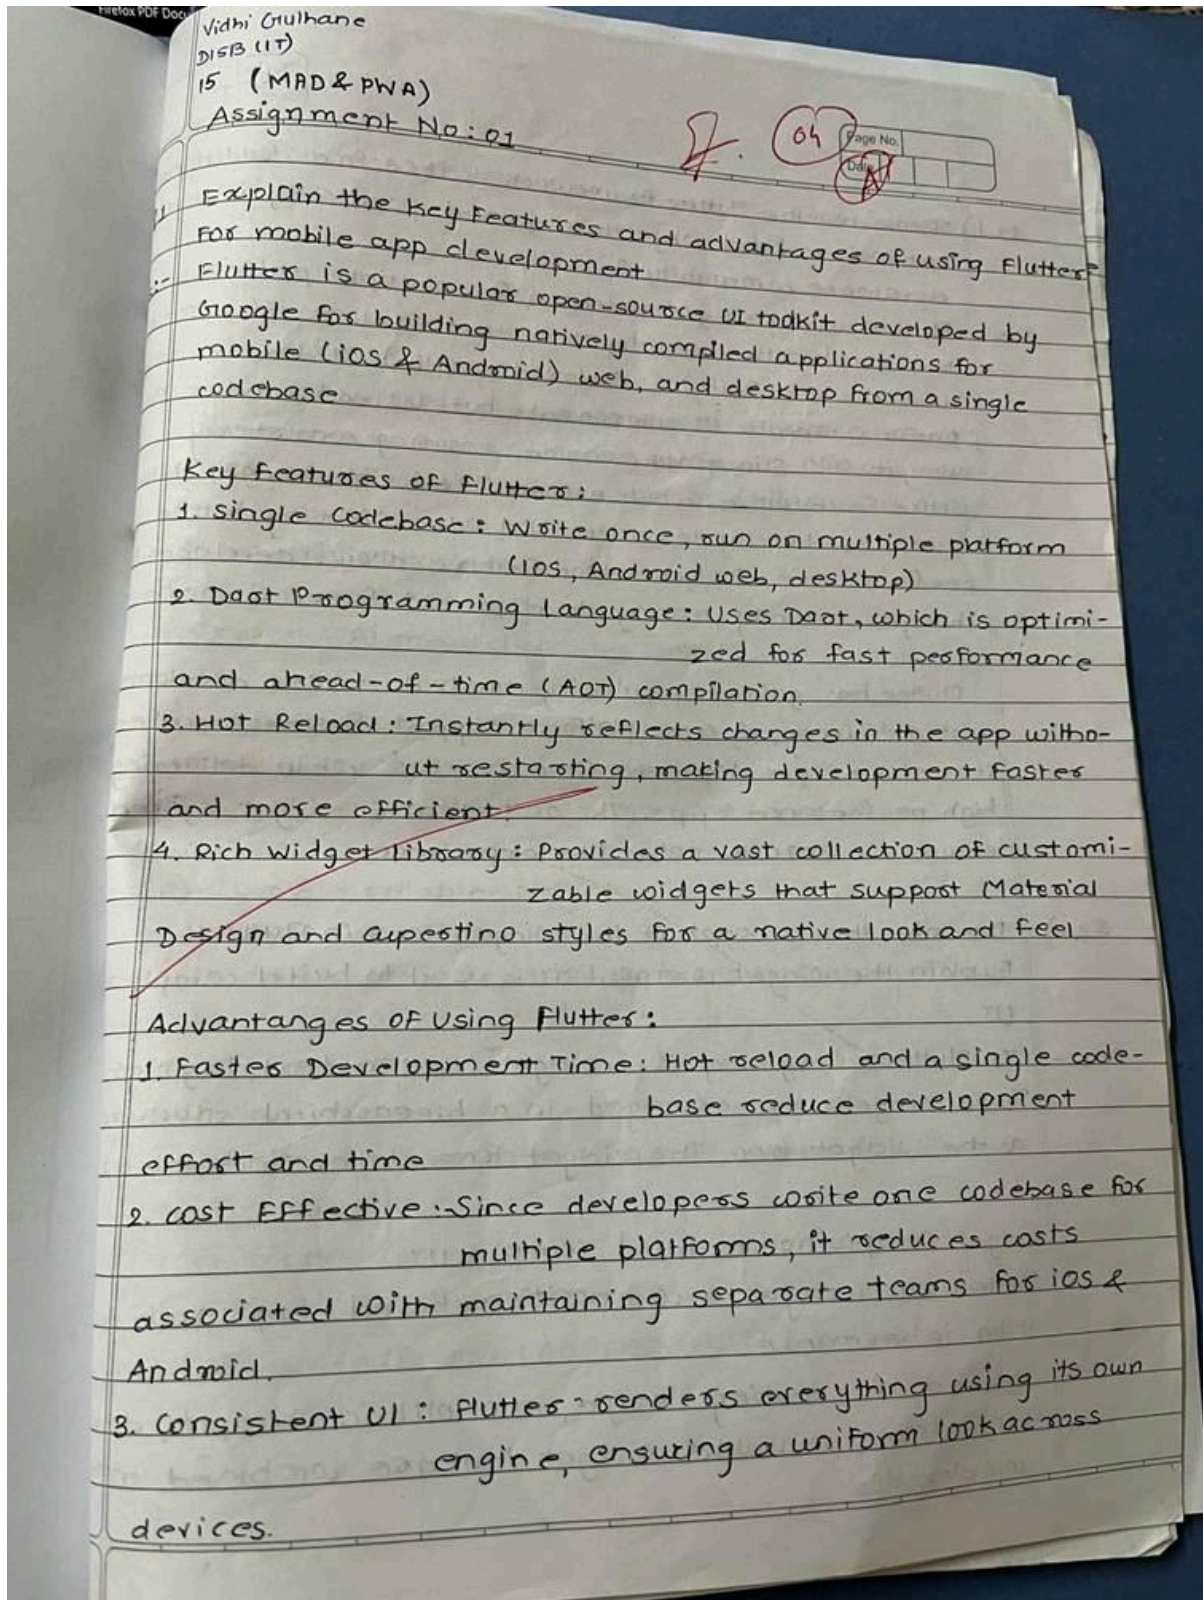 Firefox PDF Docu
Vidhi Gulhane
D15B (IT)
15 (MAD & PWA)
Assignment No: 01
04
Page No.
Date
Explain the Key Features and advantages of using flutter
for mobile app development
:- Flutter is a popular open-source UI toolkit developed by
Google for building natively compiled applications for
mobile (ios & Android) web, and desktop from a single
codebase
Key Features of Flutter:
1. Single Codebase: Write once, run on multiple platform
(ios, Android web, desktop)
2. Dart Programming Language: Uses Dart, which is optimi-
zed for fast performance
and ahead-of-time (AOT) compilation.
3. Hot Reload: Instantly reflects changes in the app witho-
ut restarting, making development faster
and more efficient.
4. Rich Widget library: Provides a vast collection of customi-
zable widgets that support Material
Design and cupertino styles for a native look and feel
Advantanges of Using Flutter:
1. Faster Development Time: Hot reload and a single code-
base reduce development
effort and time
2. Cost Effective:- Since developers write one codebase for
multiple platforms, it reduces costs
associated with maintaining separate teams for ios &
Android.
3. Consistent UI: flutter renders everything using its own
engine, ensuring a uniform look across
devices.